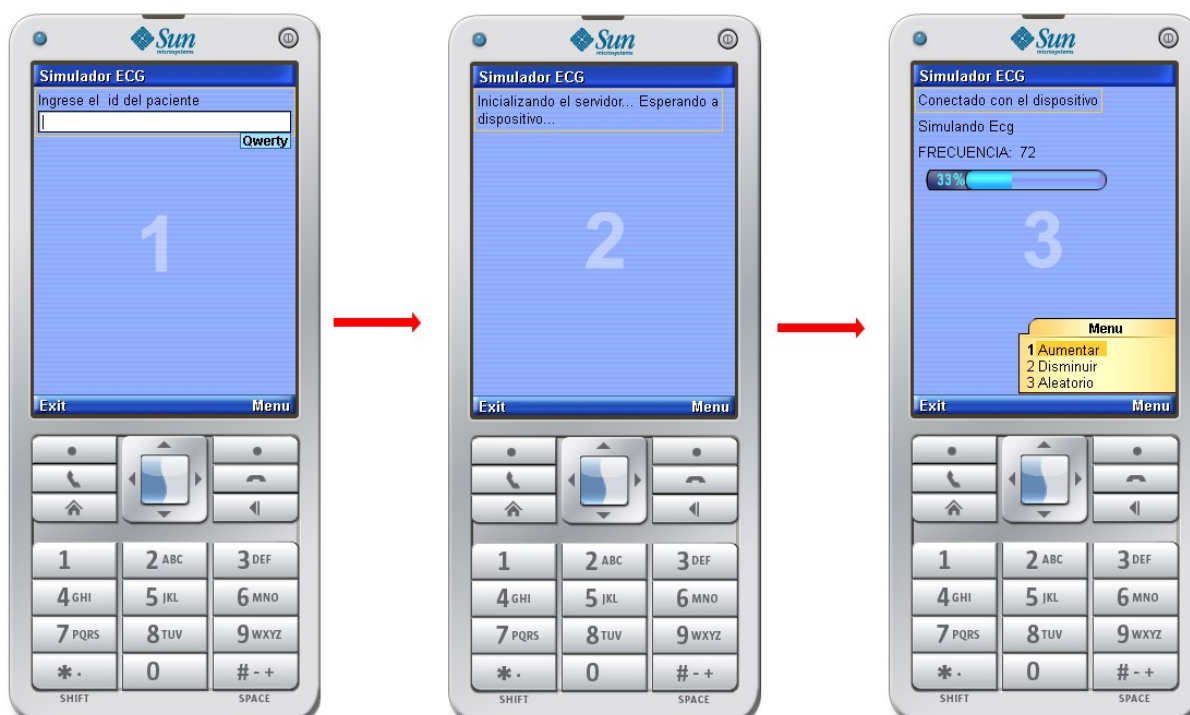 Sun
microsystems
Simulador ECG
Ingrese el id del paciente
Qwerty
1
Exit Menu
1 2 ABC 3 DEF
4 GHI 5 JKL 6 MNO
7 PQRS 8 TUV 9 WXYZ
* . 0 # - +
SHIFT SPACE
Sun
microsystems
Simulador ECG
Inicializando el servidor... Esperando a
dispositivo...
2
Exit Menu
1 2 ABC 3 DEF
4 GHI 5 JKL 6 MNO
7 PQRS 8 TUV 9 WXYZ
* . 0 # - +
SHIFT SPACE
Sun
microsystems
Simulador ECG
Conectado con el dispositivo
Simulando Ecg
FRECUENCIA: 72
33%
3
Menu
1 Aumentar
2 Disminuir
3 Aleatorio
Exit Menu
1 2 ABC 3 DEF
4 GHI 5 JKL 6 MNO
7 PQRS 8 TUV 9 WXYZ
* . 0 # - +
SHIFT SPACE